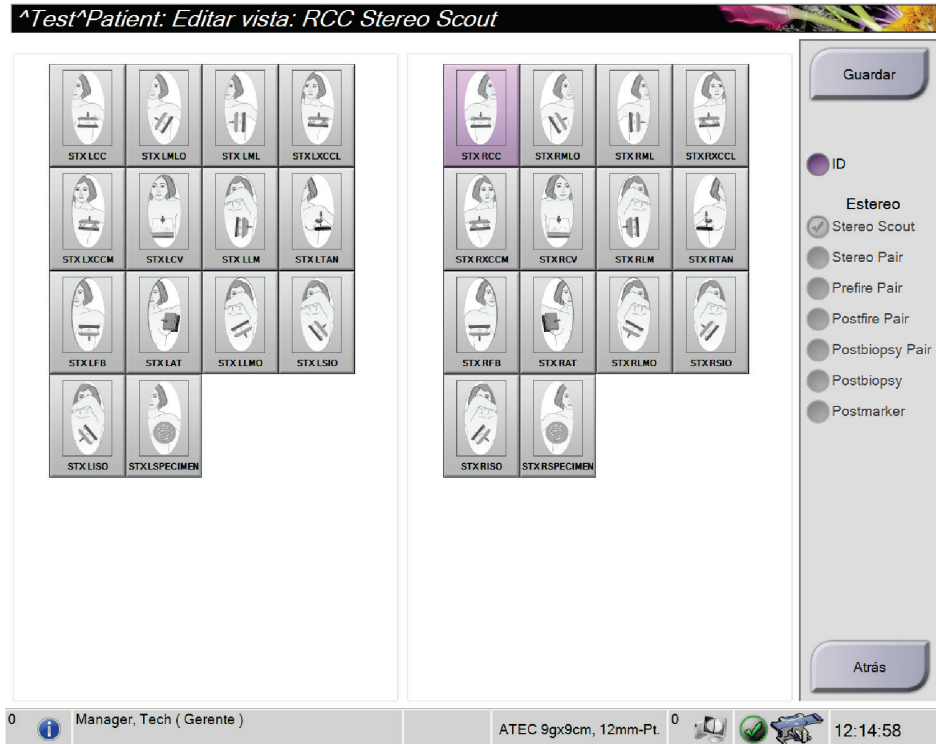 ^Test^Patient: Editar vista: RCC Stereo Scout
STX LCC STX LMLO STX LML STX LXCCL
STX LXCCM STX LCV STX LLM STX LTAN
STX LFB STX LAT STX LLMO STX LSIO
STX LISO STX LSPECIMEN
STX RCC STX RMLO STX RML STX RXCCL
STX RXCCM STX RCV STX RLM STX RTAN
STX RFB STX RAT STX RLMO STX RSIO
STX RISO STX RSPECIMEN
Guardar
ID
Estereo
Stereo Scout
Stereo Pair
Prefire Pair
Postfire Pair
Postbiopsy Pair
Postbiopsy
Postmarker
Atrás
0 Manager, Tech ( Gerente ) ATEC 9gx9cm, 12mm-Pt. 0 12:14:58